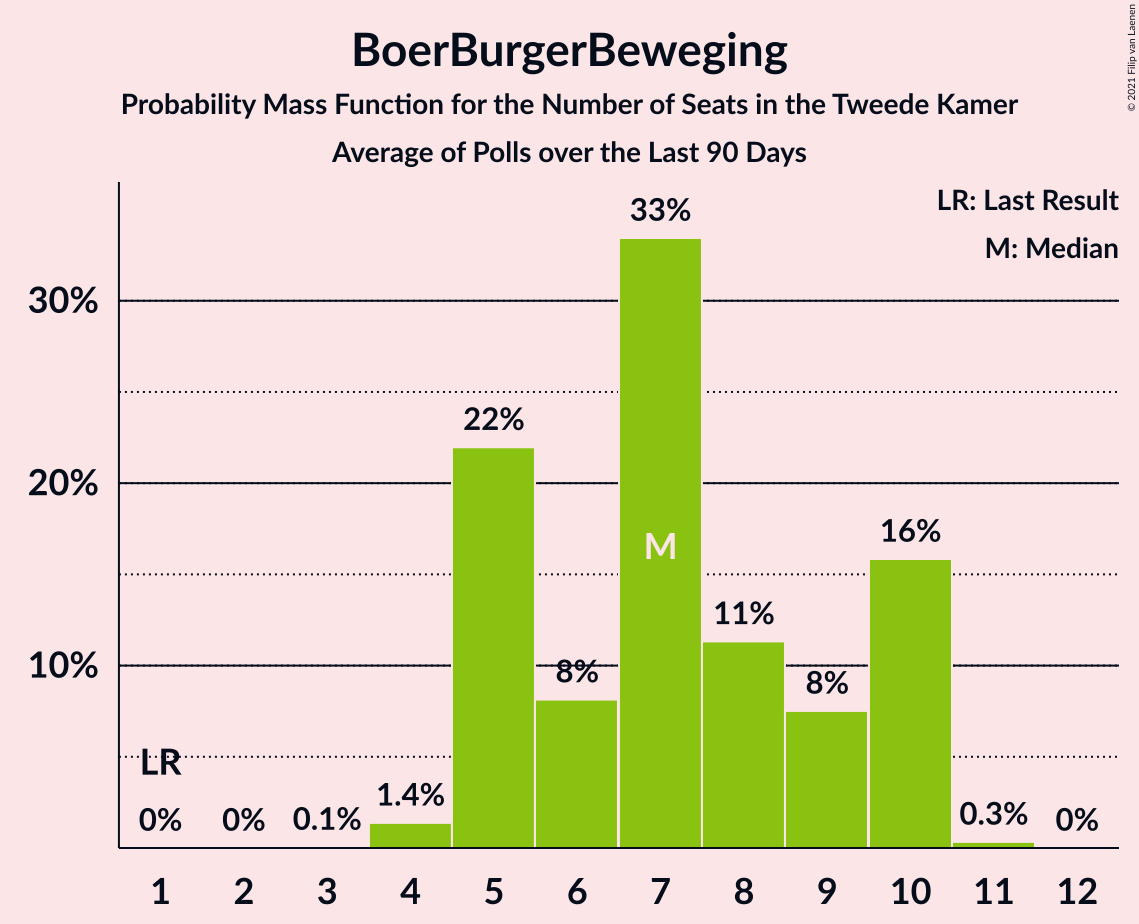 BoerBurgerBeweging
Probability Mass Function for the Number of Seats in the Tweede Kamer
Average of Polls over the Last 90 Days
© 2021 Filip van Laenen
LR: Last Result
M: Median
33%
30%
22%
20%
M
16%
11%
10%
8%
8%
LR
1.4%
0% 0% 0.1% 0.3% 0%
1 2 3 4 5 6 7 8 9 10 11 12